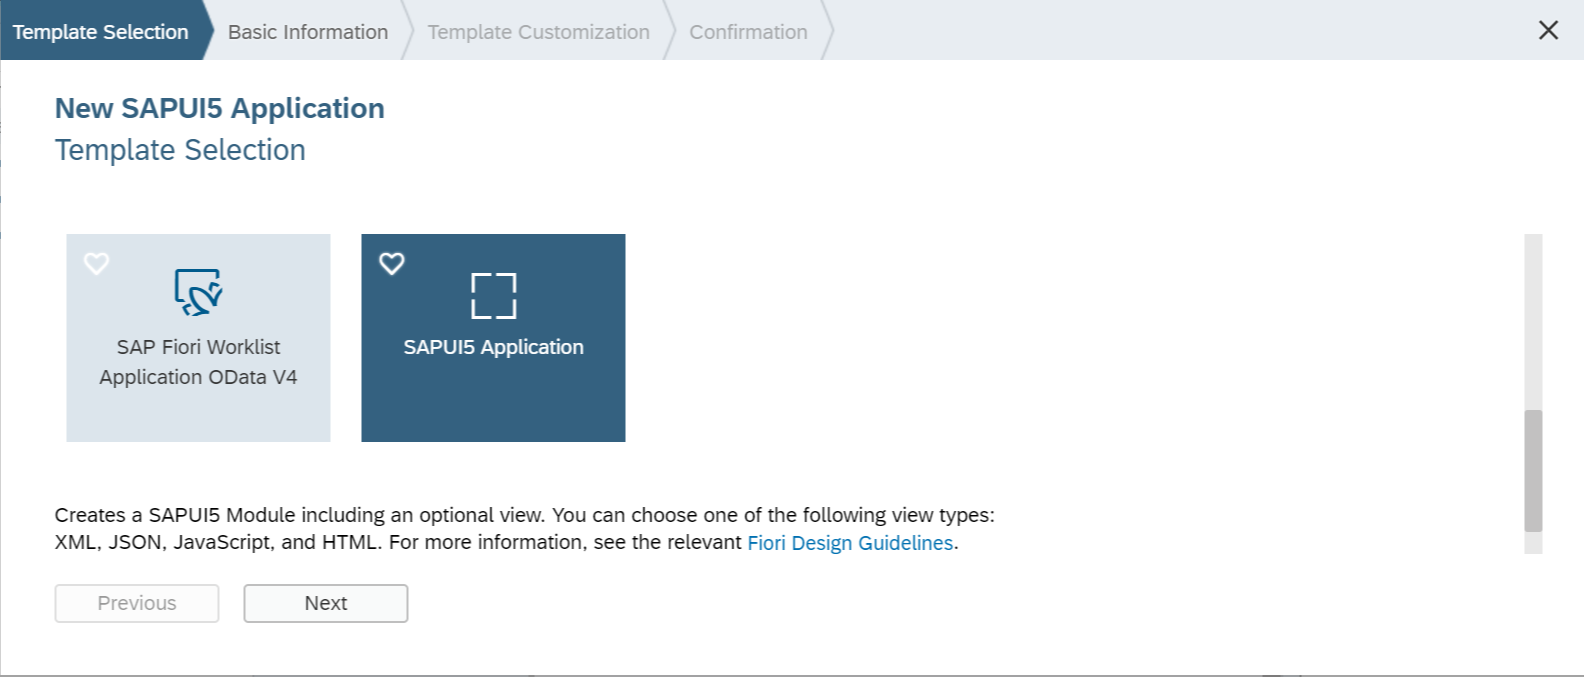 Template Selection
Basic Information
Template Customization
Confirmation
New SAPUI5 Application
Template Selection
SAP Fiori Worklist
Application OData V4
SAPUI5 Application
Creates a SAPUI5 Module including an optional view. You can choose one of the following view types:
XML, JSON, JavaScript, and HTML. For more information, see the relevant Fiori Design Guidelines.
Previous
Next